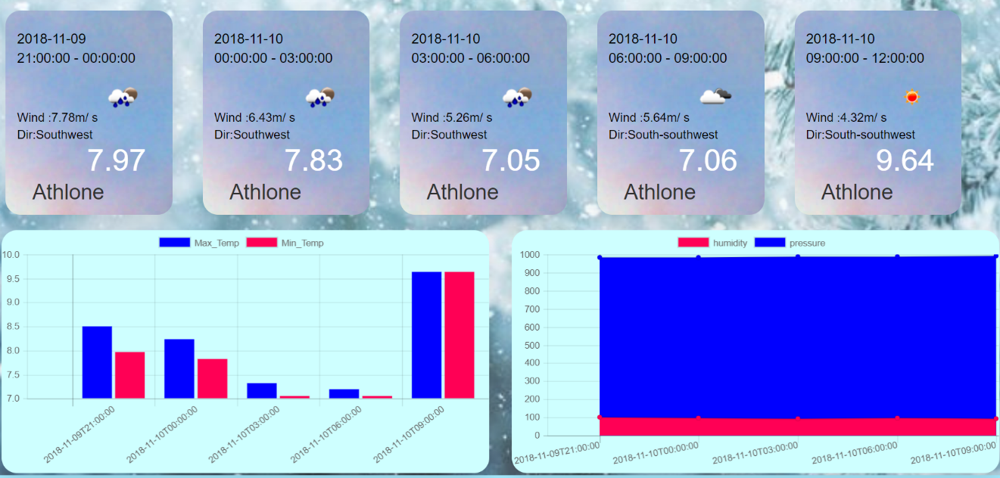 2018-11-09
21:00:00 - 00:00:00
Wind :7.78m/ s
Dir:Southwest
7.97
Athlone
2018-11-10
00:00:00 - 03:00:00
Wind :6.43m/ s
Dir:Southwest
7.83
Athlone
2018-11-10
03:00:00 - 06:00:00
Wind :5.26m/ s
Dir:Southwest
7.05
Athlone
2018-11-10
06:00:00 - 09:00:00
Wind :5.64m/ s
Dir:South-southwest
7.06
Athlone
2018-11-10
09:00:00 - 12:00:00
Wind :4.32m/ s
Dir:South-southwest
9.64
Athlone
Max_Temp Min_Temp
10.0
9.5
9.0
8.5
8.0
7.5
7.0
2018-11-09T21:00:00
2018-11-10T00:00:00
2018-11-10T03:00:00
2018-11-10T06:00:00
2018-11-10T09:00:00
humidity pressure
1000
900
800
700
600
500
400
300
200
100
0
2018-11-09T21:00:00
2018-11-10T00:00:00
2018-11-10T03:00:00
2018-11-10T06:00:00
2018-11-10T09:00:00